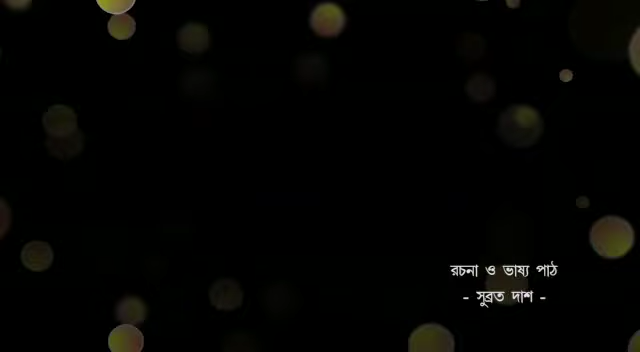 রচনা ও ভাষ্য পাঠ
- সুব্রত দাশ -